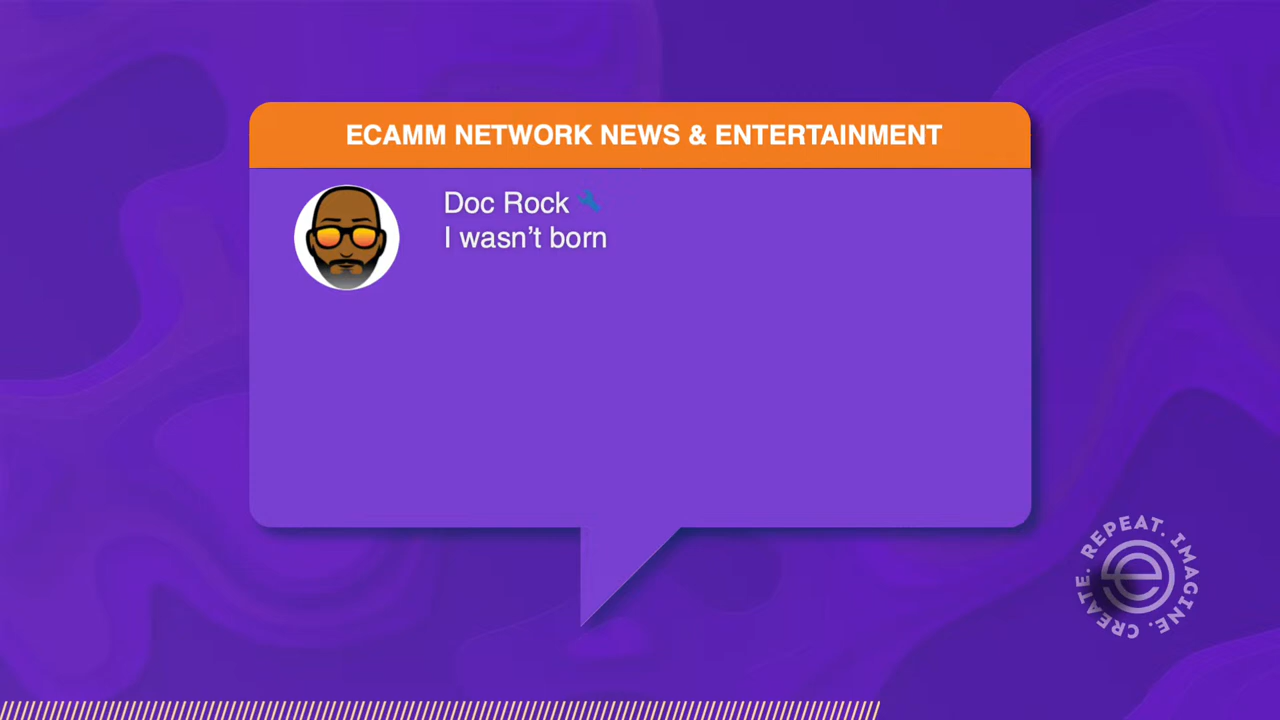 ECAMM NETWORK NEWS & ENTERTAINMENT
Doc Rock
I wasn’t born
CREATE. REPEAT. IMAGINE.